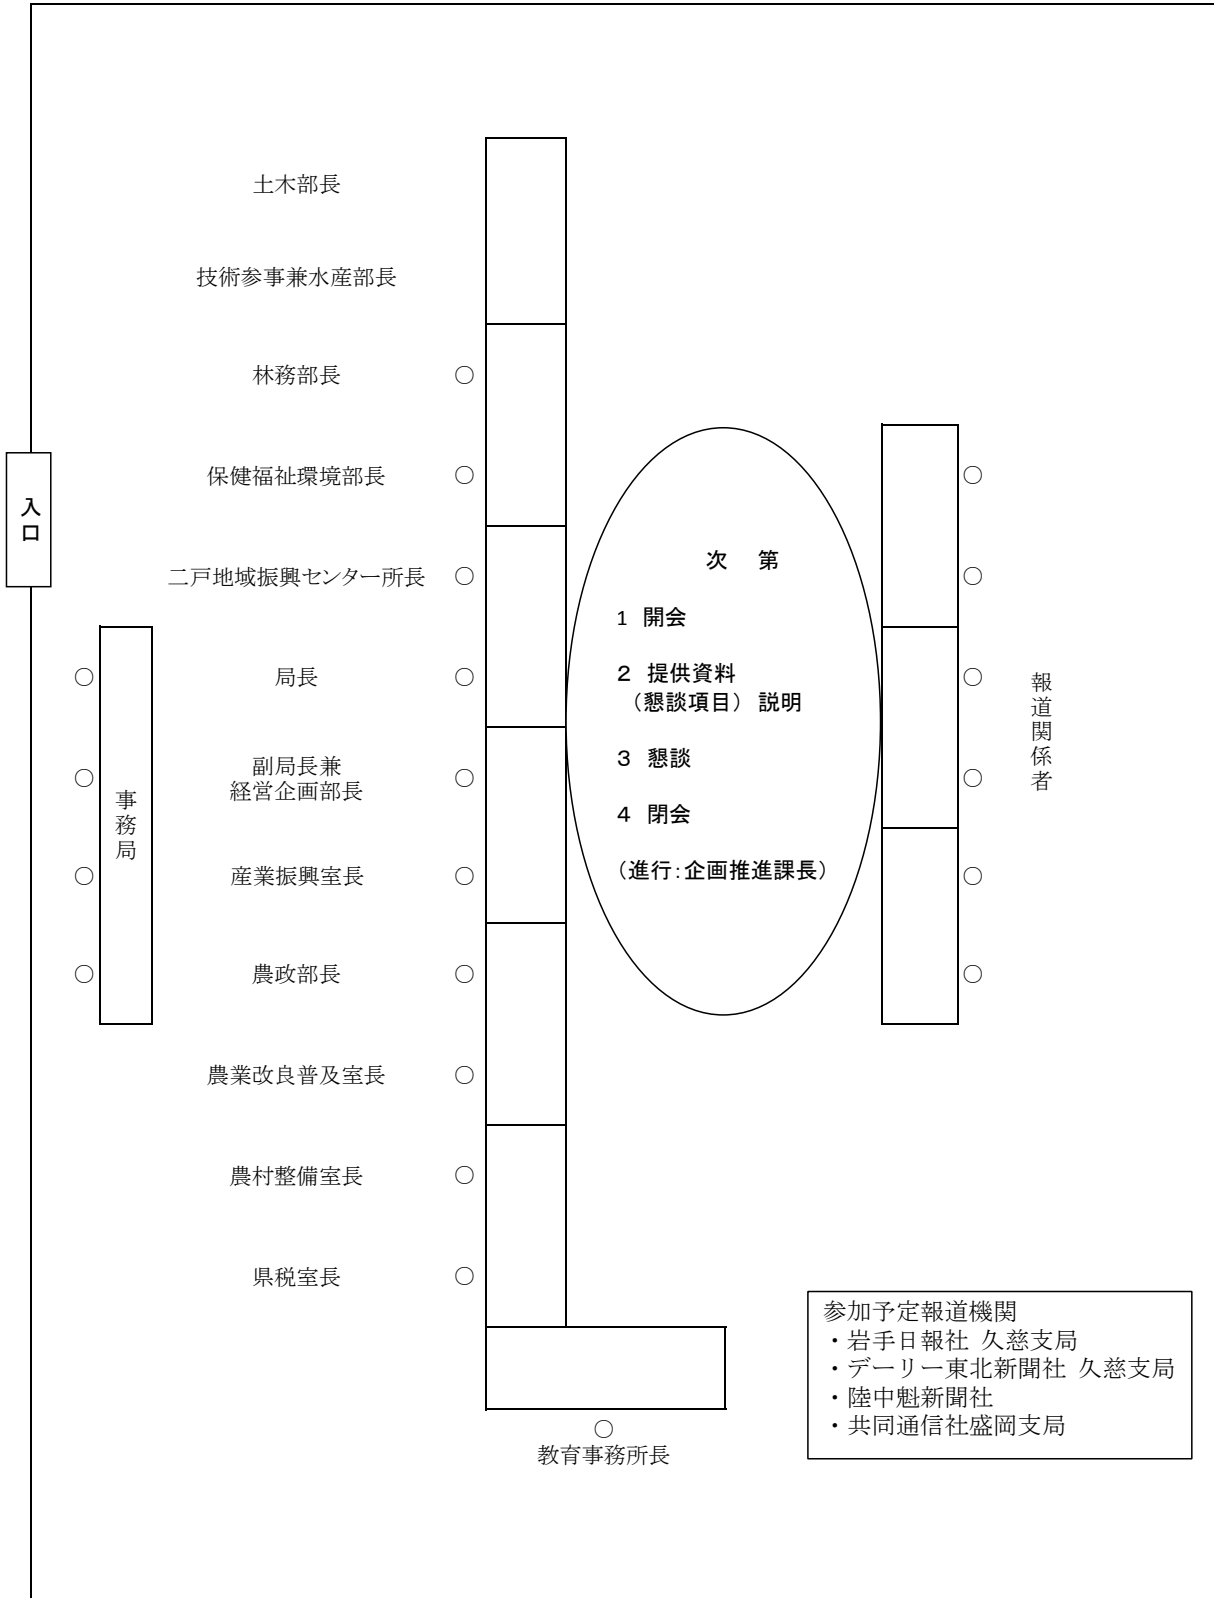 土木部長
技術参事兼水産部長
林務部長 ○
保健福祉環境部長 ○
二戸地域振興センター所長 ○
局長 ○
副局長兼
経営企画部長 ○
産業振興室長 ○
農政部長 ○
農業改良普及室長 ○
農村整備室長 ○
県税室長 ○
○
教育事務所長
入口
事務局
次 第
1 開会
2 提供資料
（懇談項目） 説明
3 懇談
4 閉会
（進行：企画推進課長）
報道関係者
参加予定報道機関
・岩手日報社 久慈支局
・デーリー東北新聞社 久慈支局
・陸中魁新聞社
・共同通信社盛岡支局